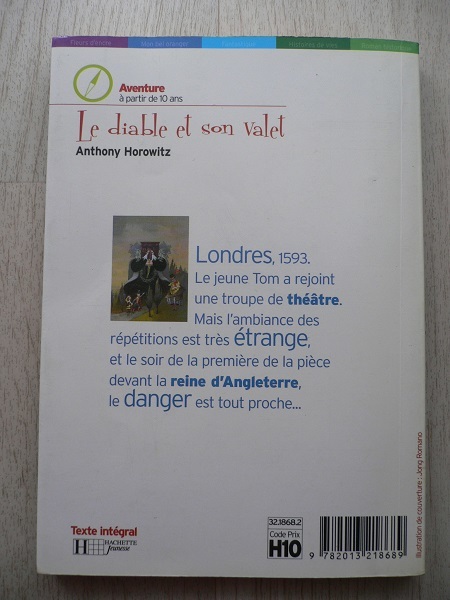 Aventure
à partir de 10 ans
Le diable et son valet
Anthony Horowitz
Londres, 1593.
Le jeune Tom a rejoint
une troupe de théâtre.
Mais l'ambiance des
répétitions est très étrange,
et le soir de la première de la pièce
devant la reine d'Angleterre,
le danger est tout proche...
Texte intégral
H HACHETTE
Jeunesse
32.1868.2
Code Prix
H10
9 782013 218689
Illustration de couverture : Jong Romano